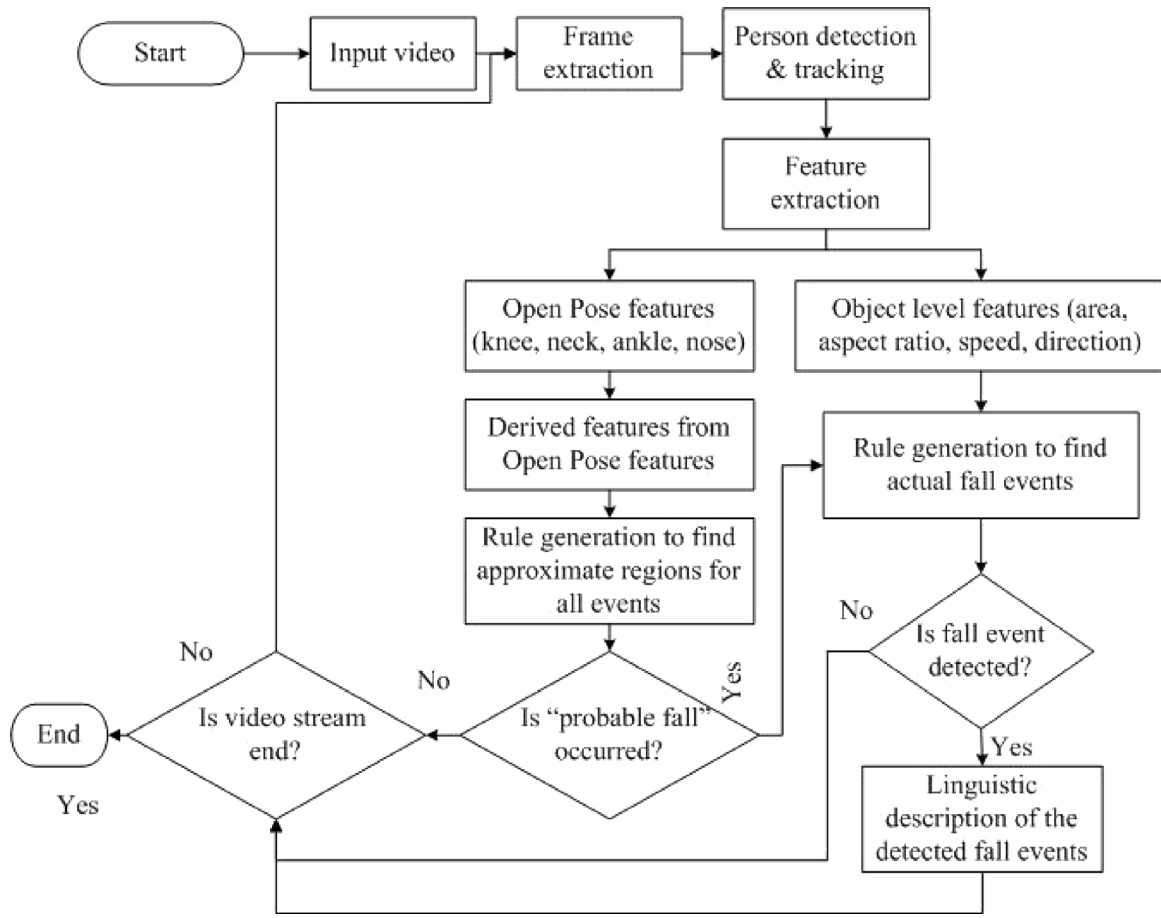 Start
Input video
Frame
extraction
Person detection
& tracking
Feature
extraction
Open Pose features
(knee, neck, ankle, nose)
Object level features (area,
aspect ratio, speed, direction)
Derived features from
Open Pose features
Rule generation to find
actual fall events
Rule generation to find
approximate regions for
all events
No
Is fall event
detected?
No
No
Yes
End
Is video stream
end?
Is “probable fall”
occurred?
Yes
Yes
Linguistic
description of the
detected fall events